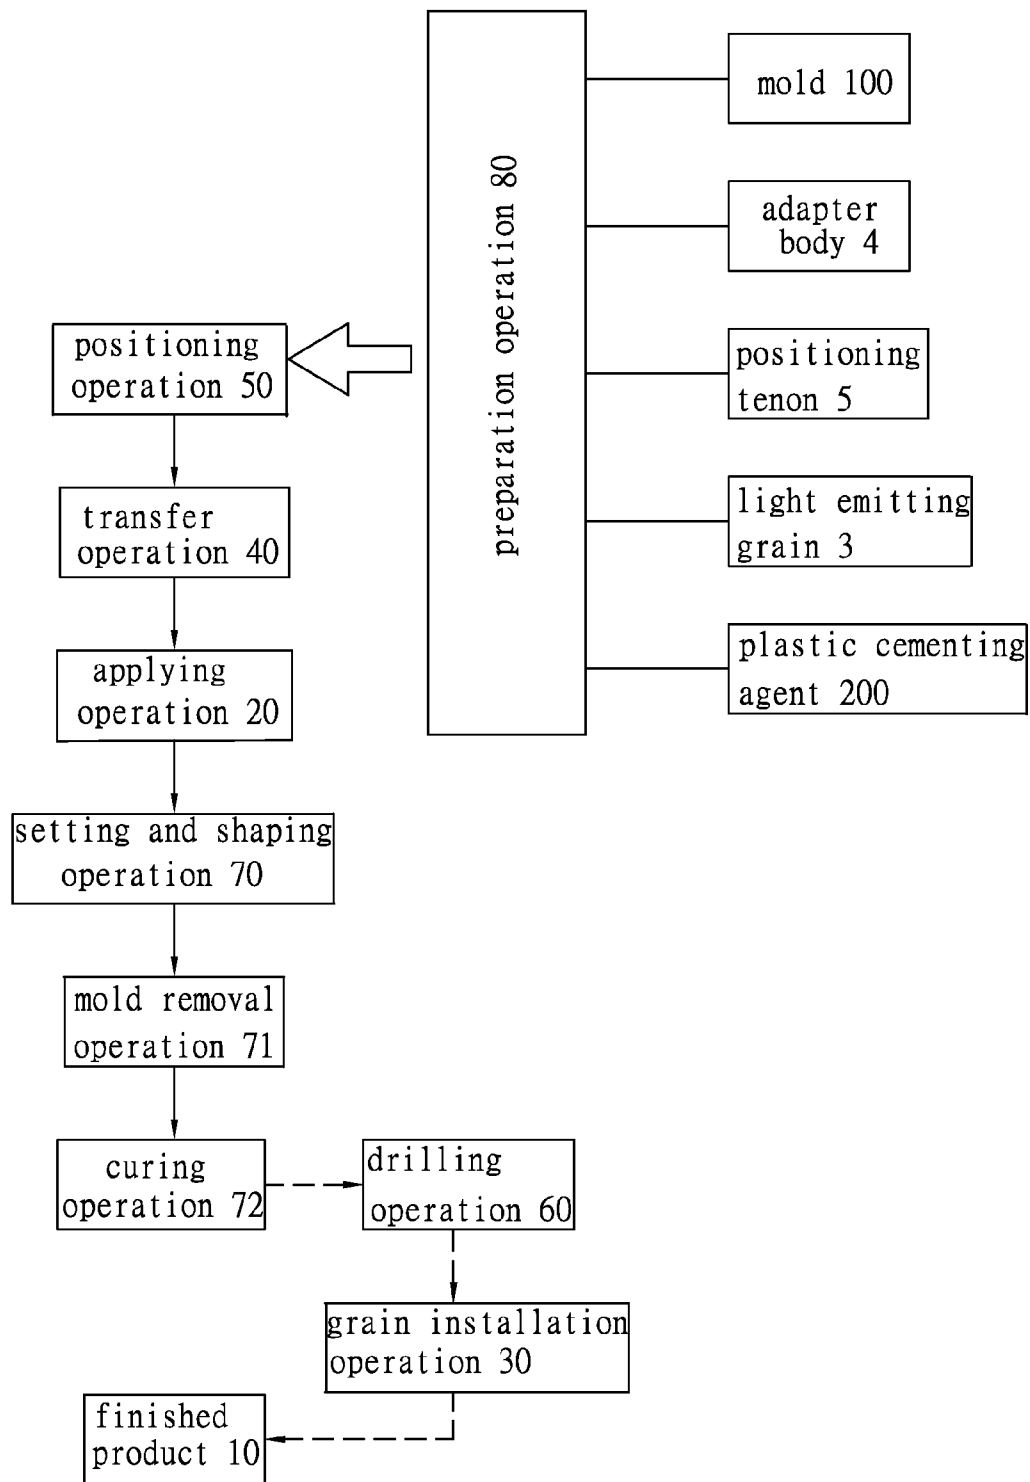 preparation operation 80
mold 100
adapter
body 4
positioning
tenon 5
light emitting
grain 3
plastic cementing
agent 200
positioning
operation 50
transfer
operation 40
applying
operation 20
setting and shaping
operation 70
mold removal
operation 71
curing
operation 72
drilling
operation 60
grain installation
operation 30
finished
product 10